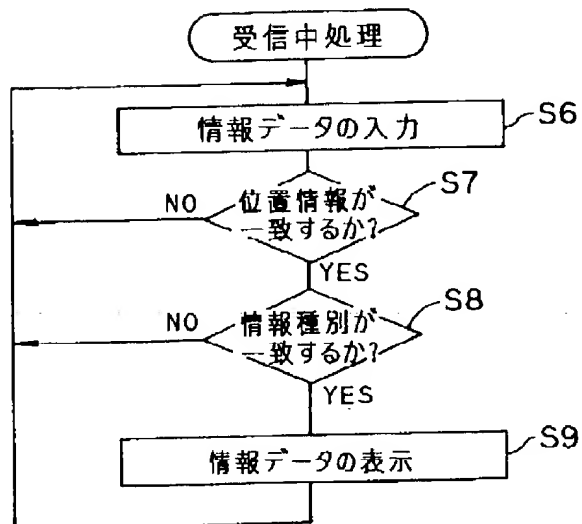 受信中処理
情報データの入力
S6
位置情報が
一致するか?
S7
NO
YES
情報種別が
一致するか?
S8
NO
YES
情報データの表示
S9